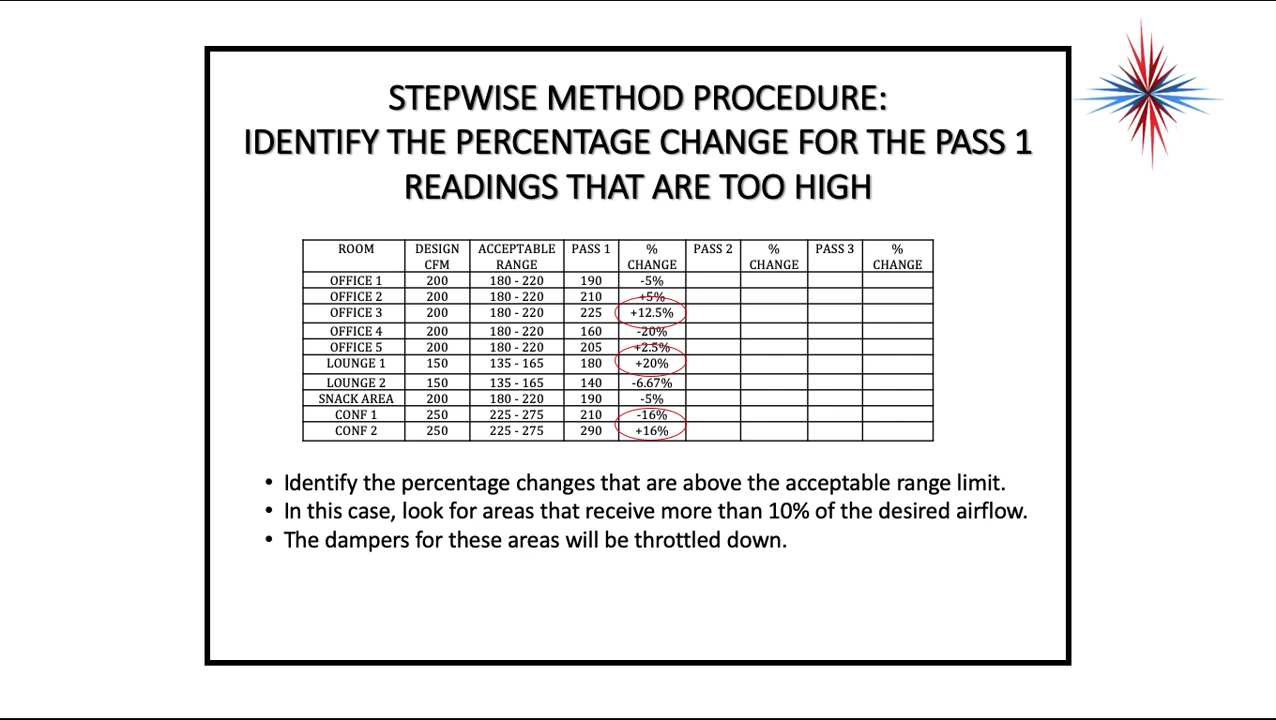 STEPWISE METHOD PROCEDURE:
IDENTIFY THE PERCENTAGE CHANGE FOR THE PASS 1
READINGS THAT ARE TOO HIGH
ROOM DESIGN CFM ACCEPTABLE RANGE PASS 1 % CHANGE PASS 2 % CHANGE PASS 3 % CHANGE
OFFICE 1 200 180 - 220 190 -5%
OFFICE 2 200 180 - 220 210 +5%
OFFICE 3 200 180 - 220 225 +12.5%
OFFICE 4 200 180 - 220 160 -20%
OFFICE 5 200 180 - 220 205 +2.5%
LOUNGE 1 150 135 - 165 180 +20%
LOUNGE 2 150 135 - 165 140 -6.67%
SNACK AREA 200 180 - 220 190 -5%
CONF 1 250 225 - 275 210 -16%
CONF 2 250 225 - 275 290 +16%
• Identify the percentage changes that are above the acceptable range limit.
• In this case, look for areas that receive more than 10% of the desired airflow.
• The dampers for these areas will be throttled down.